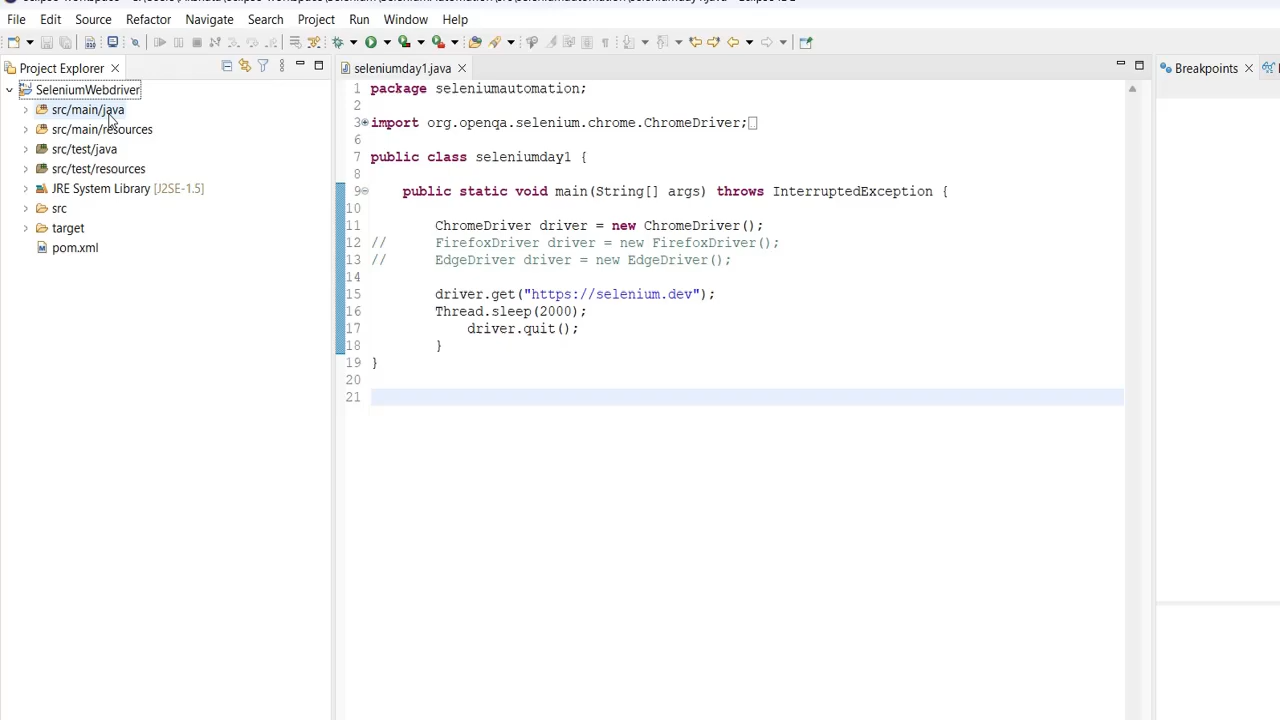 File Edit Source Refactor Navigate Search Project Run Window Help
Project Explorer
SeleniumWebdriver
src/main/java
src/main/resources
src/test/java
src/test/resources
JRE System Library [J2SE-1.5]
src
target
pom.xml
seleniumday1.java
1 package seleniumautomation;
2
3 import org.openqa.selenium.chrome.ChromeDriver;
6
7 public class seleniumday1 {
8
9 public static void main(String[] args) throws InterruptedException {
10
11 ChromeDriver driver = new ChromeDriver();
12 // FirefoxDriver driver = new FirefoxDriver();
13 // EdgeDriver driver = new EdgeDriver();
14
15 driver.get("https://selenium.dev");
16 Thread.sleep(2000);
17 driver.quit();
18 }
19 }
20
21
Breakpoints